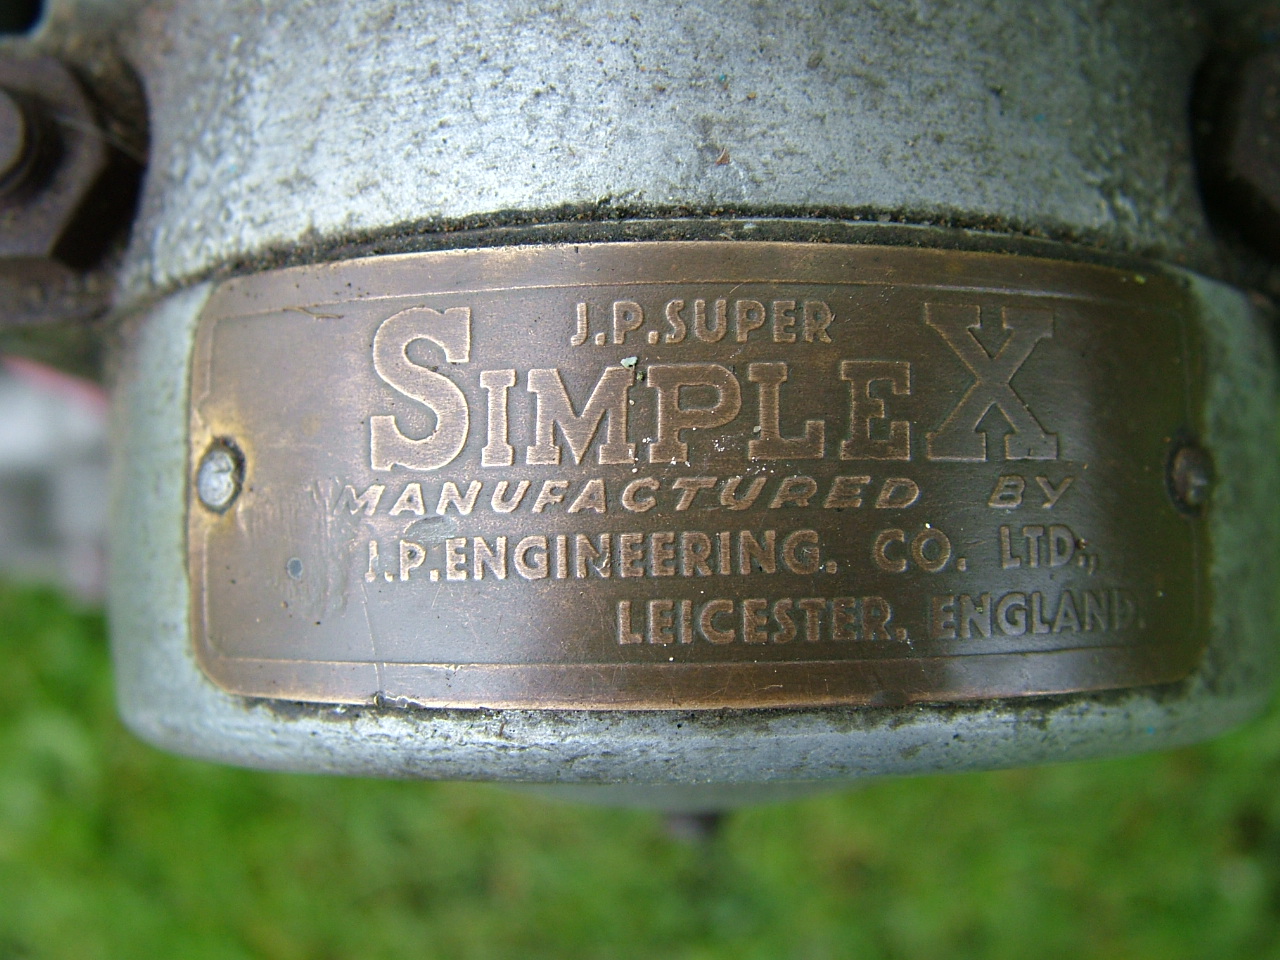 J.P.SUPER
SIMPLEX
MANUFACTURED BY
J.P.ENGINEERING. CO. LTD.,
LEICESTER. ENGLAND.